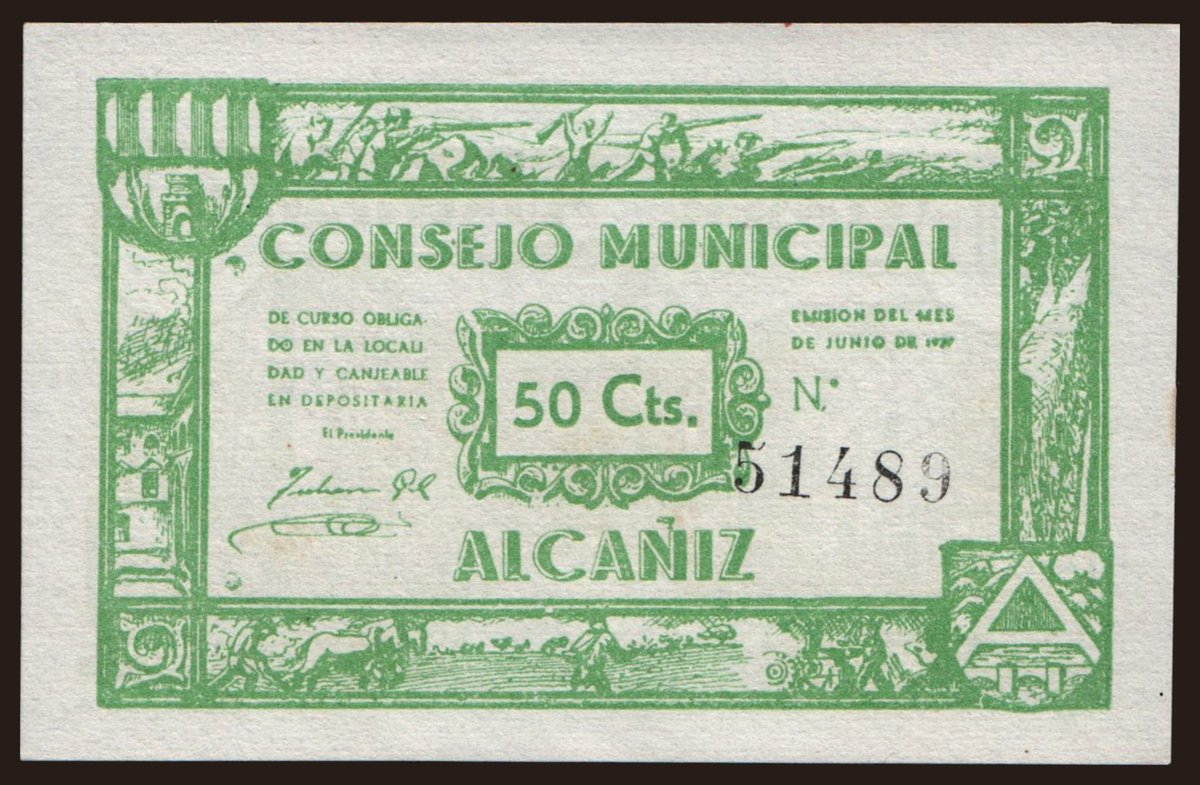 CONSEJO MUNICIPAL
DE CURSO OBLIGA-
DO EN LA LOCALI
DAD Y CANJEABLE
EN DEPOSITARIA
El Presidente
50 Cts.
EMISION DEL MES
DE JUNIO DE 1937
N.º
51489
ALCAÑIZ